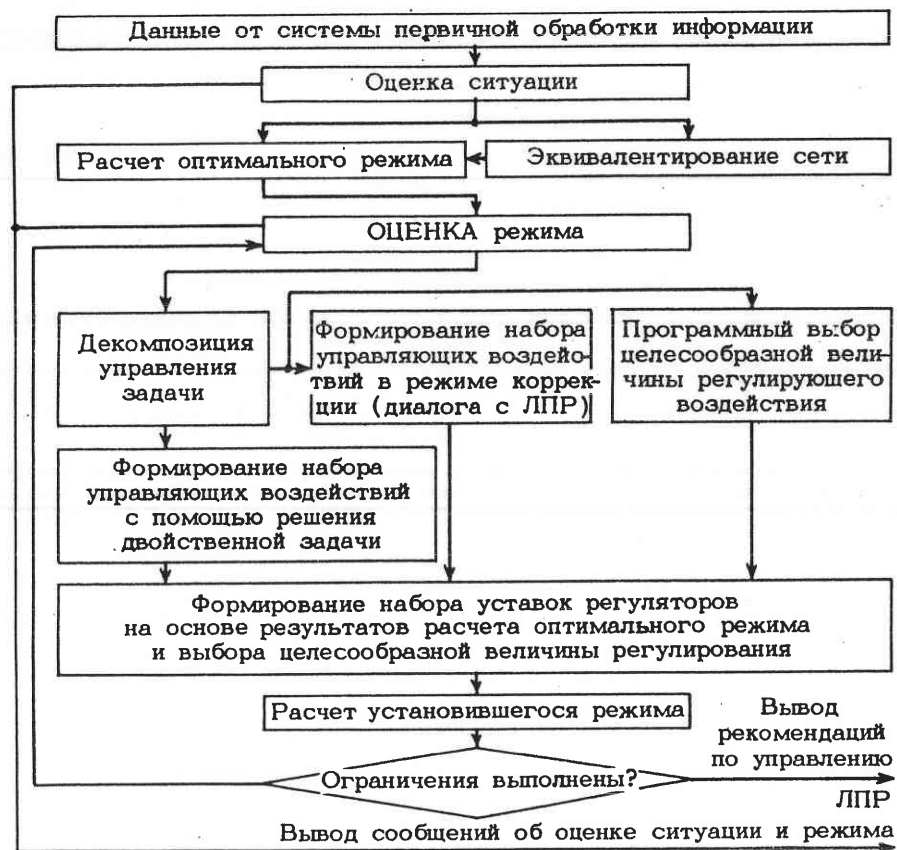 Данные от системы первичной обработки информации
Оценка ситуации
Расчет оптимального режима
Эквивалентирование сети
ОЦЕНКА режима
Декомпозиция
управления
задачи
Формирование набора
управляющих воздейс-
твий в режиме коррек-
ции (диалога с ЛПР)
Программный выбор
целесообразной вели-
чины регулируюшего
воздействия
Формирование набора
управляющих воздействий
с помощью решения
двойственной задачи
Формирование набора уставок регуляторов
на основе результатов расчета оптимального режима
и выбора целесообразной величины регулирования
Расчет установившегося режима
Вывод
рекомендаций
по управлению
Ограничения выполнены?
ЛПР
Вывод сообщений об оценке ситуации и режима